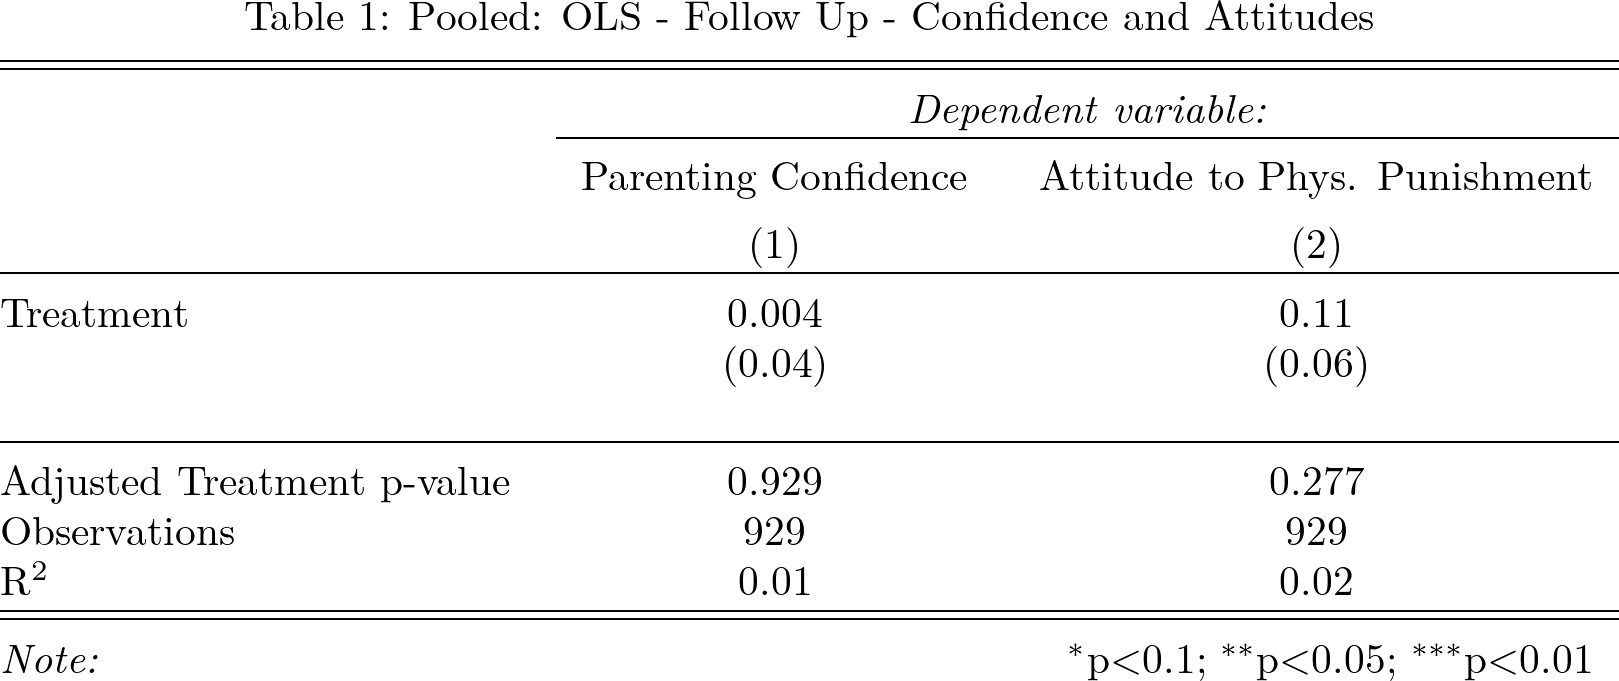 Table 1: Pooled: OLS - Follow Up - Confidence and Attitudes
Dependent variable:
Parenting Confidence Attitude to Phys. Punishment
(1) (2)
Treatment 0.004 0.11
(0.04) (0.06)
Adjusted Treatment p-value 0.929 0.277
Observations 929 929
R² 0.01 0.02
Note: *p<0.1; **p<0.05; ***p<0.01